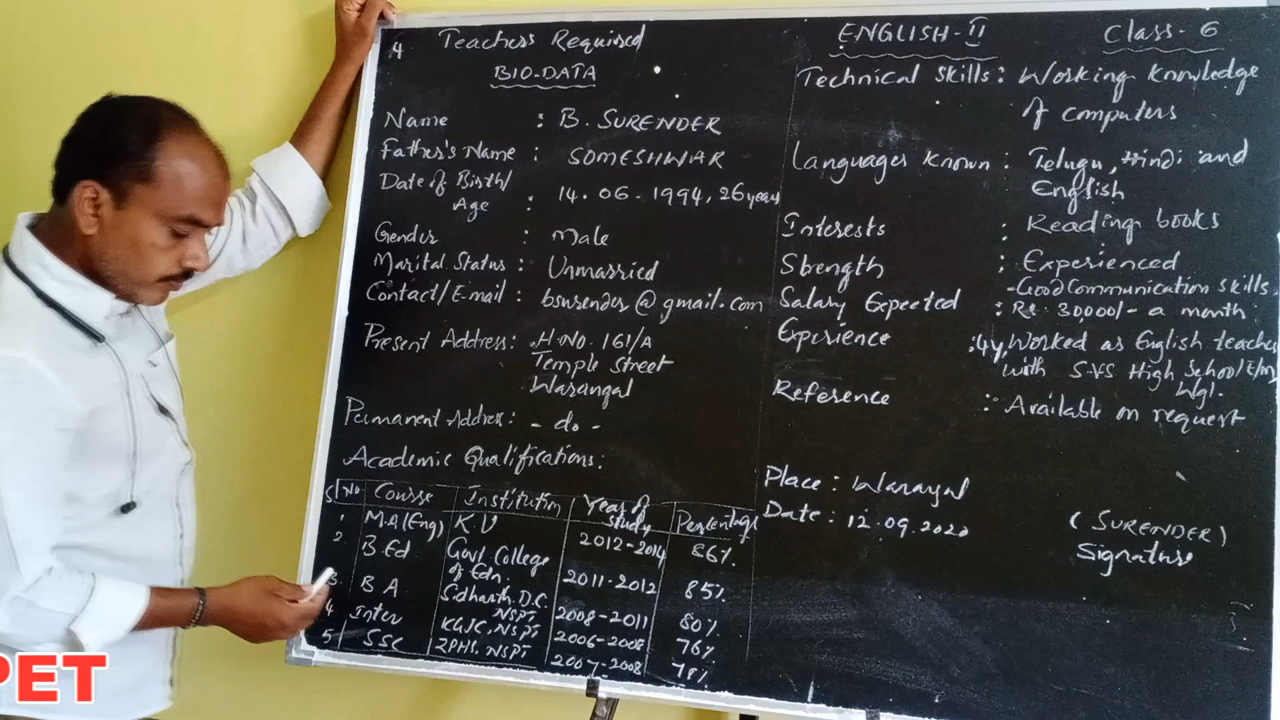 4 Teachers Required
BIO-DATA
Name : B. SURENDER
Father's Name : SOMESHWAR
Date of Birth/
Age : 14.06.1994, 26 years
Gender : Male
Marital Status : Unmarried
Contact/E-mail : bsurender@gmail.com
Present Address: H.No. 161/A
Temple Street
Warangal
Permanent Address: - do -
Academic Qualifications:
Sl No Course Institution Year of study Percentage
1 M.A(Eng) KU 2012-2014 86%
2. B Ed Govt College of Edn. 2011-2012 85%
3. B A Sidharth D.C. NSPT 2008-2011 80%
4 Inter KGJC, NSPT 2006-2008 76%
5 SSC ZPHS. NSPT 2007-2008 78%
ENGLISH-II Class-6
Technical Skills: Working knowledge
of computers
Languages known: Telugu, Hindi and
English
Interests : Reading books
Strength : Experienced
-Good Communication skills
Salary Expected : Rs. 30,000/- a month
Experience : 4y, Worked as English teacher
with S.V.S High School E/m,
Wgl.
Reference : Available on request
Place : Warangal
Date : 12.09.2020
(SURENDER)
Signature
PET